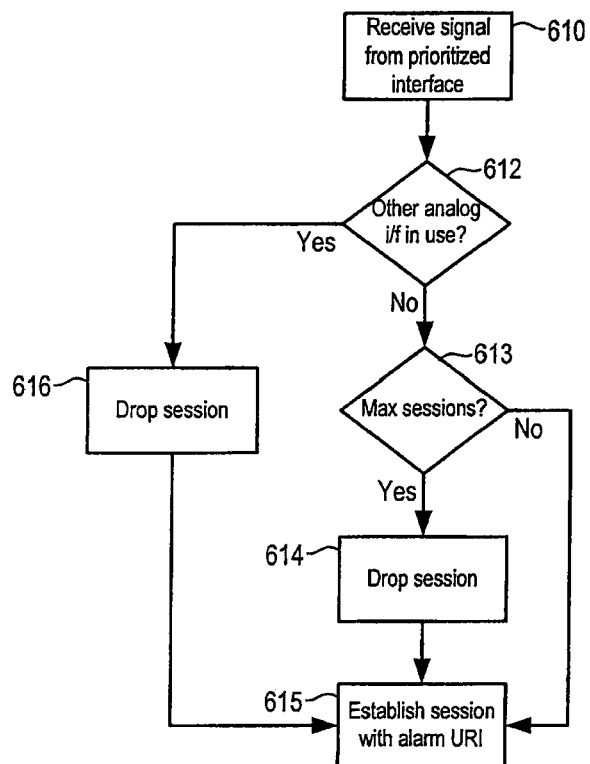 Receive signal
from prioritized
interface
610
612
Other analog
i/f in use?
Yes
No
613
616
Drop session
Max sessions?
No
Yes
614
Drop session
615
Establish session
with alarm URI